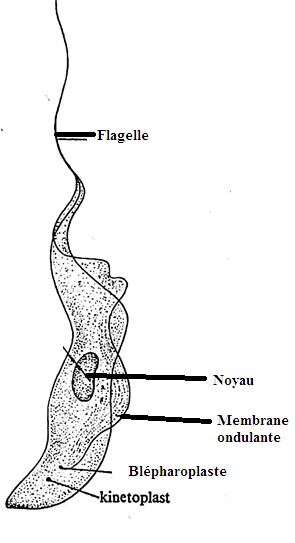 Flagelle
Noyau
Membrane
ondulante
Blépharoplaste
kinetoplast